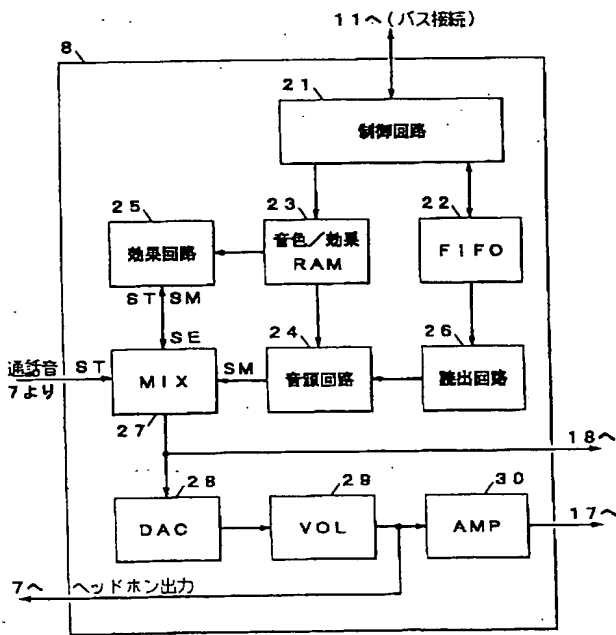 11へ(バス接続)
8
21
制御回路
25
効果回路
23
音色／効果
RAM
22
FIFO
ST SM
SE
24
音源回路
26
読出回路
通話音
7より
ST
MIX
SM
27
18へ
28
DAC
29
VOL
30
AMP
17へ
7へ ヘッドホン出力